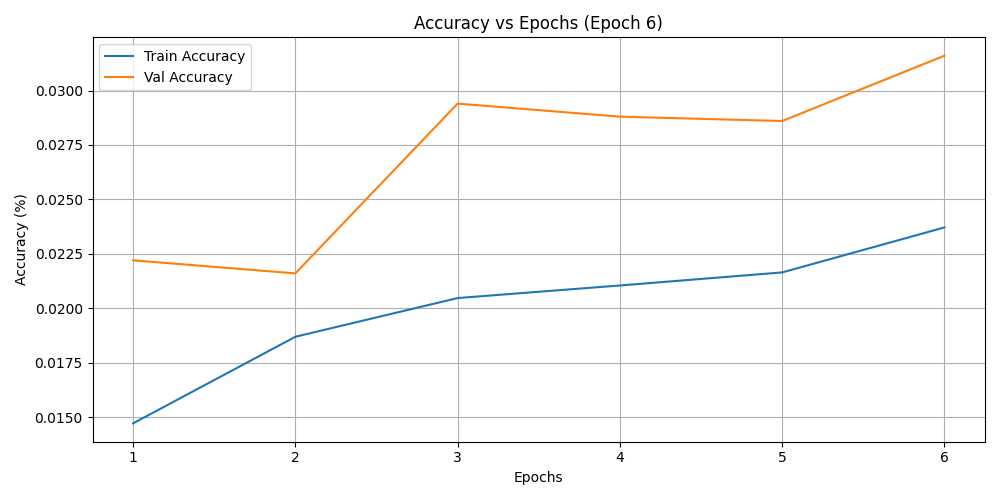 Accuracy vs Epochs (Epoch 6)
Train Accuracy
Val Accuracy
Accuracy (%)
0.0300
0.0275
0.0250
0.0225
0.0200
0.0175
0.0150
1 2 3 4 5 6
Epochs